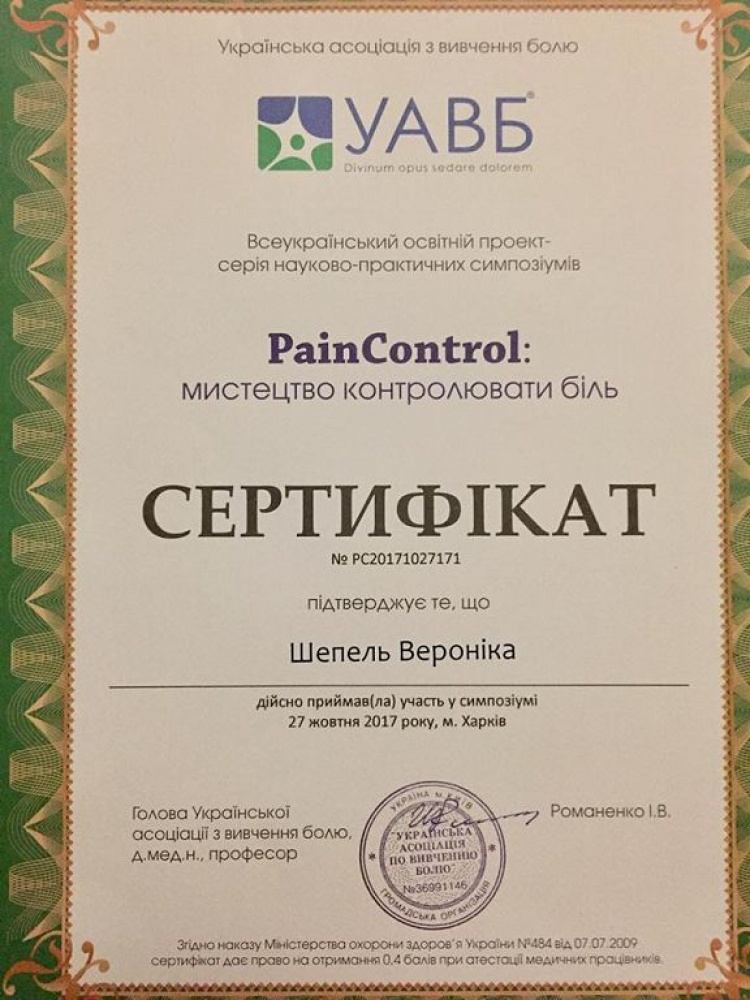 Українська асоціація з вивчення болю
УАВБ®
Divinum opus sedare dolorem
Всеукраїнський освітній проект-
серія науково-практичних симпозіумів
PainControl:
мистецтво контролювати біль
СЕРТИФІКАТ
№ PC20171027171
підтверджує те, що
Шепель Вероніка
дійсно приймав(ла) участь у симпозіумі
27 жовтня 2017 року, м. Харків
Голова Української
асоціації з вивчення болю,
д.мед.н., професор
УКРАЇНА м. КИЇВ
"УКРАЇНСЬКА
АСОЦІАЦІЯ
ПО ВИВЧЕННЮ
БОЛЮ"
№36991146
ГРОМАДСЬКА ОРГАНІЗАЦІЯ
Романенко І.В.
Згідно наказу Міністерства охорони здоров'я України №484 від 07.07.2009
сертифікат дає право на отримання 0,4 балів при атестації медичних працівників.